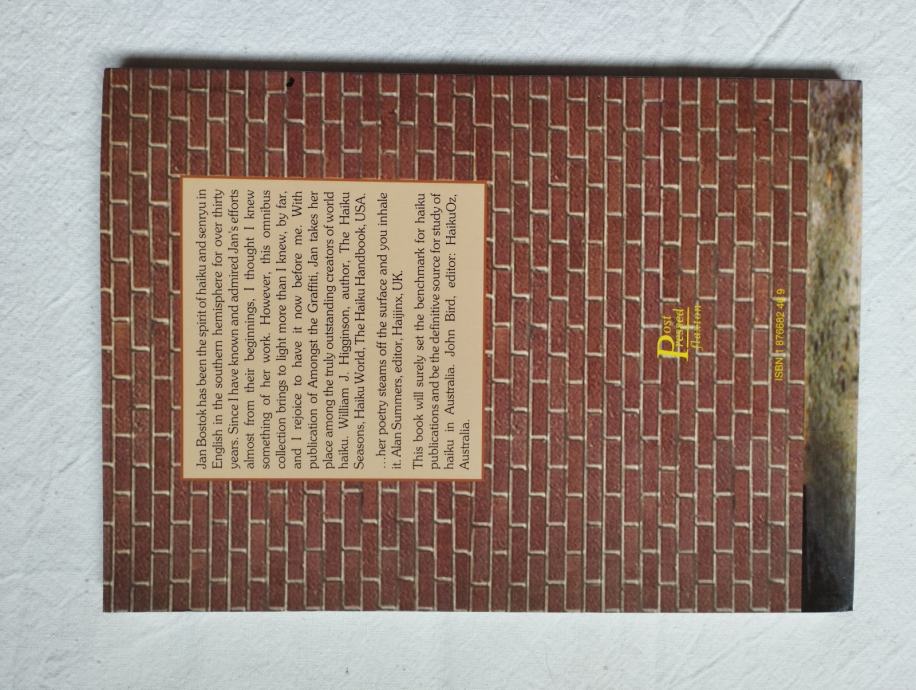 Jan Bostok has been the spirit of haiku and senryu in
English in the southern hemisphere for over thirty
years. Since I have known and admired Jan's efforts
almost from their beginnings, I thought I knew
something of her work. However, this omnibus
collection brings to light more than I knew, by far,
and I rejoice to have it now before me. With
publication of Amongst the Graffiti, Jan takes her
place among the truly outstanding creators of world
haiku. William J. Higginson, author, The Haiku
Seasons, Haiku World, The Haiku Handbook, USA.
…her poetry steams off the surface and you inhale
it. Alan Summers, editor, Haijinx, UK.
This book will surely set the benchmark for haiku
publications and be the definitive source for study of
haiku in Australia. John Bird, editor: HaikuOz,
Australia.
Post
Pressed
ISBN 1 876682 49 9